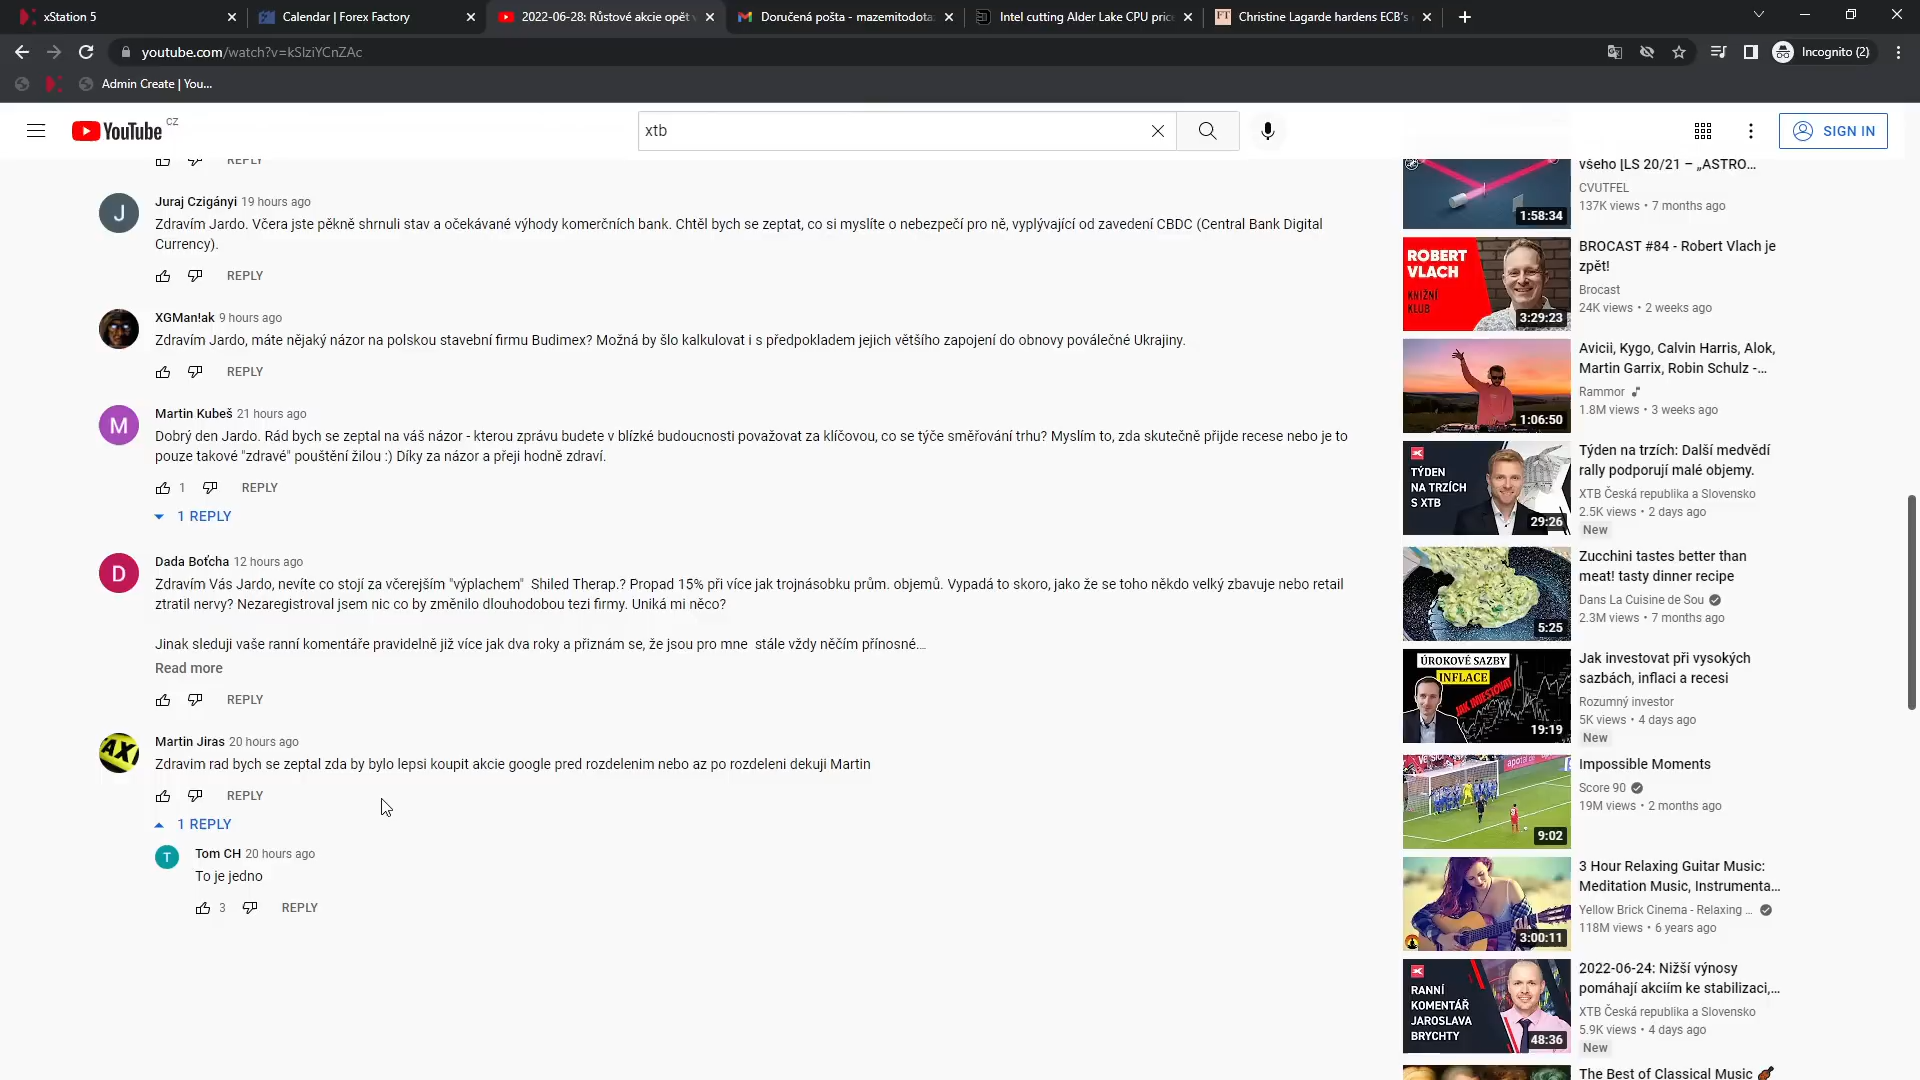 xStation 5
Calendar | Forex Factory
2022-06-28: Růstové akcie opět
Doručená pošta - mazemitodota
Intel cutting Alder Lake CPU pric
FT
Christine Lagarde hardens ECB's
youtube.com/watch?v=kSlziYCnZAc
Incognito (2)
Admin Create | You...
YouTube CZ
xtb
SIGN IN
REPLY
J
Juraj Czigányi 19 hours ago
Zdravím Jardo. Včera jste pěkně shrnuli stav a očekávané výhody komerčních bank. Chtěl bych se zeptat, co si myslíte o nebezpečí pro ně, vyplývající od zavedení CBDC (Central Bank Digital
Currency).
REPLY
XGMan!ak 9 hours ago
Zdravím Jardo, máte nějaký názor na polskou stavební firmu Budimex? Možná by šlo kalkulovat i s předpokladem jejich většího zapojení do obnovy poválečné Ukrajiny.
REPLY
M
Martin Kubeš 21 hours ago
Dobrý den Jardo. Rád bych se zeptal na váš názor - kterou zprávu budete v blízké budoucnosti považovat za klíčovou, co se týče směřování trhu? Myslím to, zda skutečně přijde recese nebo je to
pouze takové "zdravé" pouštění žilou :) Díky za názor a přeji hodně zdraví.
1 REPLY
1 REPLY
D
Dada Boťcha 12 hours ago
Zdravím Vás Jardo, nevíte co stojí za včerejším "výplachem" Shiled Therap.? Propad 15% při více jak trojnásobku prům. objemů. Vypadá to skoro, jako že se toho někdo velký zbavuje nebo retail
ztratil nervy? Nezaregistroval jsem nic co by změnilo dlouhodobou tezi firmy. Uniká mi něco?
Jinak sleduji vaše ranní komentáře pravidelně již více jak dva roky a přiznám se, že jsou pro mne stále vždy něčím přínosné...
Read more
REPLY
AXI
Martin Jiras 20 hours ago
Zdravim rad bych se zeptal zda by bylo lepsi koupit akcie google pred rozdelenim nebo az po rozdeleni dekuji Martin
REPLY
1 REPLY
T
Tom CH 20 hours ago
To je jedno
3 REPLY
1:58:34
všeho [LS 20/21 – „ASTRO...
CVUTFEL
137K views • 7 months ago
ROBERT
VLACH
KNIŽNÍ
KLUB
3:29:23
BROCAST #84 - Robert Vlach je
zpět!
Brocast
24K views • 2 weeks ago
1:06:50
Avicii, Kygo, Calvin Harris, Alok,
Martin Garrix, Robin Schulz -...
Rammor
1.8M views • 3 weeks ago
TÝDEN
NA TRZÍCH
S XTB
29:26
Týden na trzích: Další medvědí
rally podporují malé objemy.
XTB Česká republika a Slovensko
2.5K views • 2 days ago
New
5:25
Zucchini tastes better than
meat! tasty dinner recipe
Dans La Cuisine de Sou
2.3M views • 7 months ago
ÚROKOVÉ SAZBY
INFLACE
JAK INVESTOVAT
19:19
Jak investovat při vysokých
sazbách, inflaci a recesi
Rozumný investor
5K views • 4 days ago
New
9:02
Impossible Moments
Score 90
19M views • 2 months ago
3:00:11
3 Hour Relaxing Guitar Music:
Meditation Music, Instrumenta...
Yellow Brick Cinema - Relaxing ...
118M views • 6 years ago
RANNÍ
KOMENTÁŘ
JAROSLAVA
BRYCHTY
48:36
2022-06-24: Nižší výnosy
pomáhají akciím ke stabilizaci,...
XTB Česká republika a Slovensko
5.9K views • 4 days ago
New
The Best of Classical Music